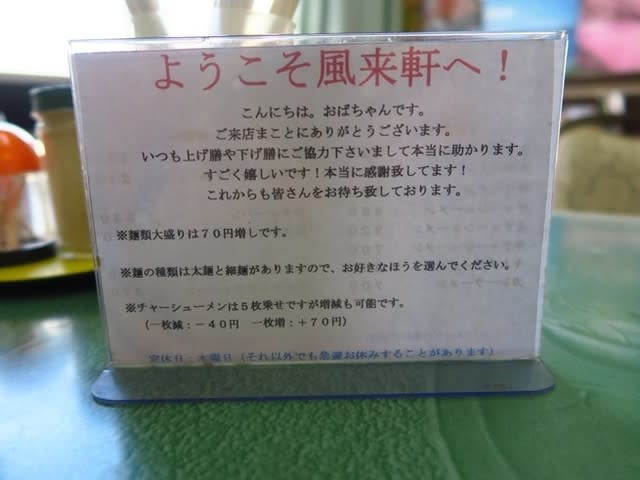 ようこそ風来軒へ！
こんにちは。おばちゃんです。
ご来店まことにありがとうございます。
いつも上げ膳や下げ膳にご協力下さいまして本当に助かります。
すごく嬉しいです！本当に感謝致してます！
これからも皆さんをお待ち致しております。
※麺類大盛りは７０円増しです。
※麺の種類は太麺と細麺がありますので、お好きなほうを選んでください。
※チャーシューメンは５枚乗せですが増減も可能です。
（一枚減：－４０円　一枚増：＋７０円）
定休日：木曜日（それ以外でも急遽お休みすることがあります）